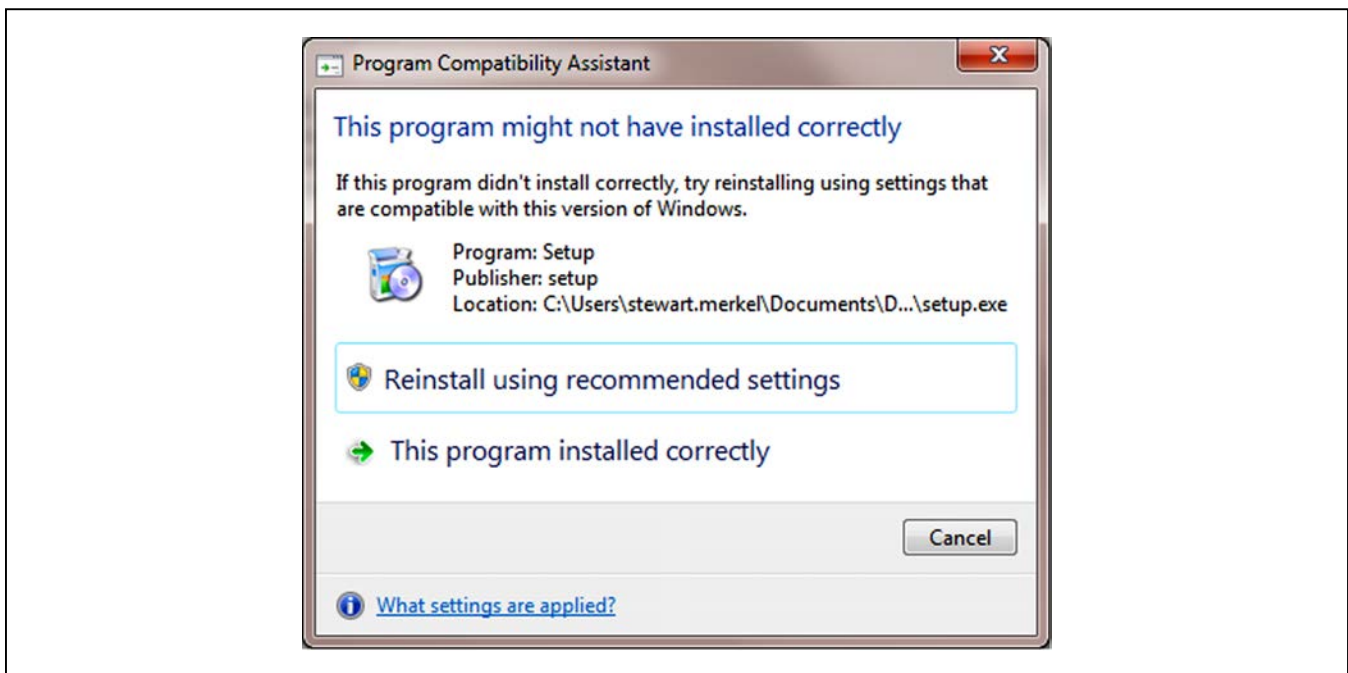 Program Compatibility Assistant
This program might not have installed correctly
If this program didn't install correctly, try reinstalling using settings that
are compatible with this version of Windows.
Program: Setup
Publisher: setup
Location: C:\Users\stewart.merkel\Documents\D...\setup.exe
Reinstall using recommended settings
This program installed correctly
Cancel
What settings are applied?